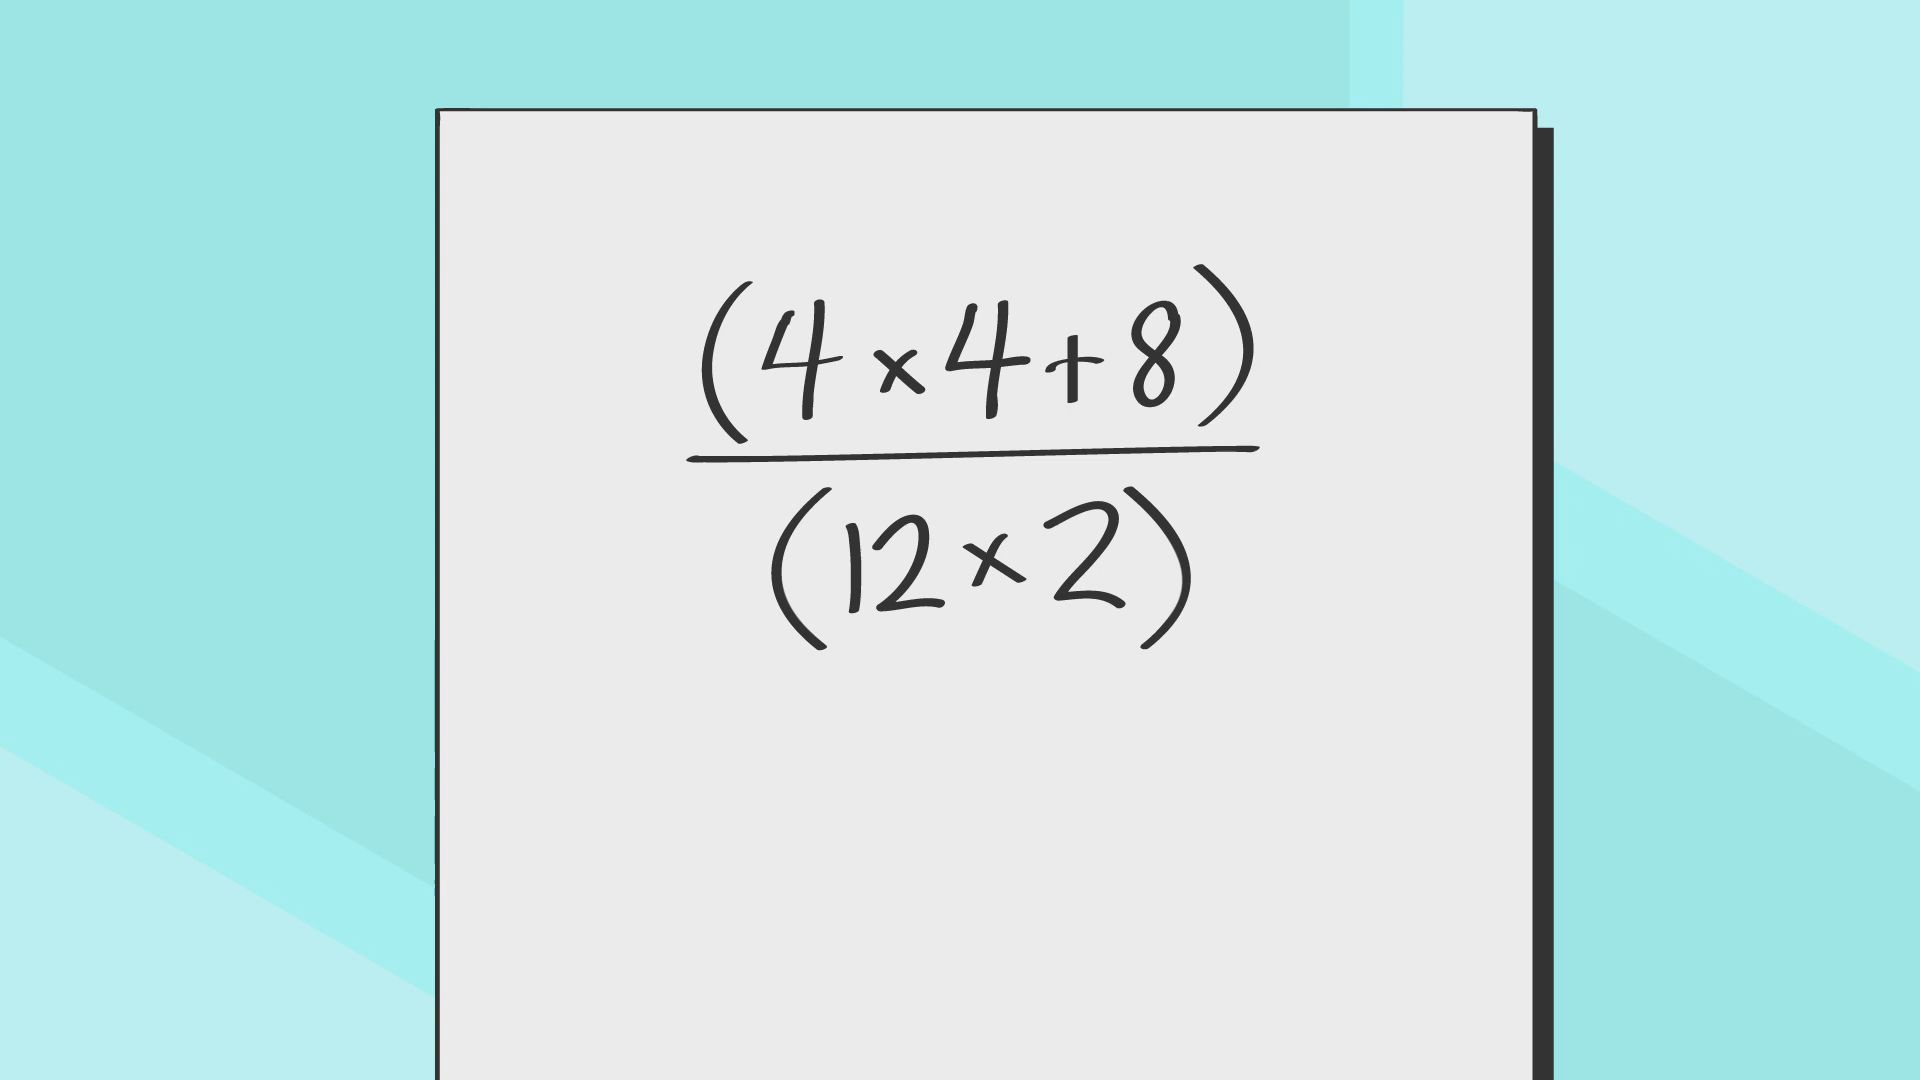 (4 × 4 + 8)
(12 × 2)